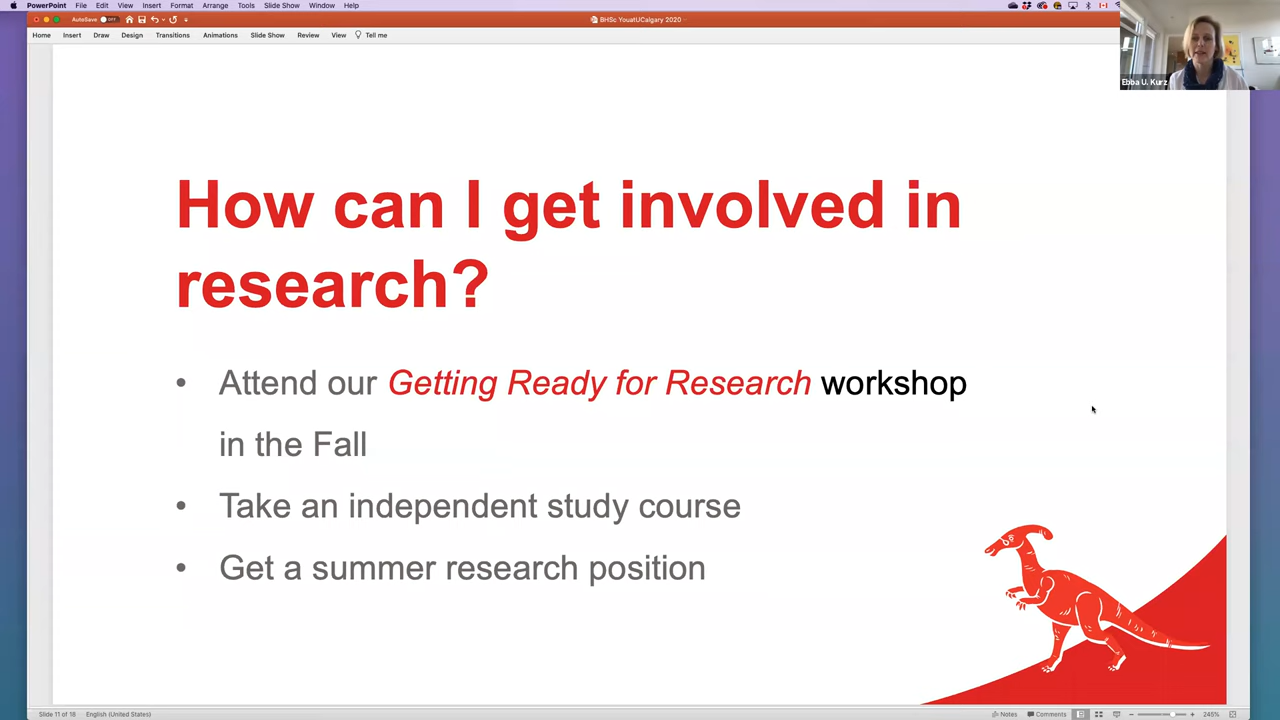 PowerPoint File Edit View Insert Format Arrange Tools Slide Show Window Help
AutoSave OFF BHSc YouatUCalgary 2020
Home Insert Draw Design Transitions Animations Slide Show Review View Tell me
Ebba U. Kurz
How can I get involved in
research?
• Attend our Getting Ready for Research workshop
in the Fall
• Take an independent study course
• Get a summer research position
Slide 11 of 18 English (United States) Notes Comments 245%